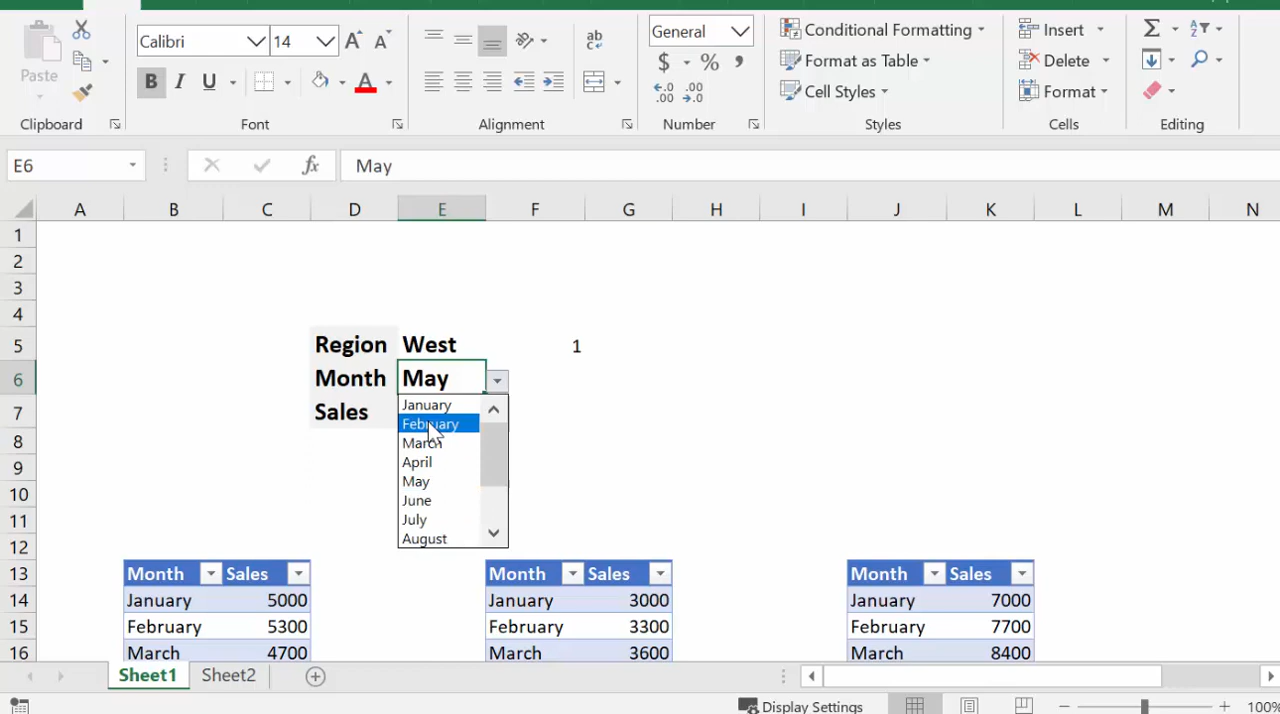 Calibri 14 General Conditional Formatting Insert
Paste B I U $ % Format as Table Delete
Cell Styles Format
Clipboard Font Alignment Number Styles Cells Editing
E6 fx May
A B C D E F G H I J K L M N
1
2
3
4
5 Region West 1
6 Month May
7 Sales January
February
8 March
9 April
May
10 June
11 July
12 August
13 Month Sales Month Sales Month Sales
14 January 5000 January 3000 January 7000
15 February 5300 February 3300 February 7700
16 March 4700 March 3600 March 8400
Sheet1 Sheet2
Display Settings 100%